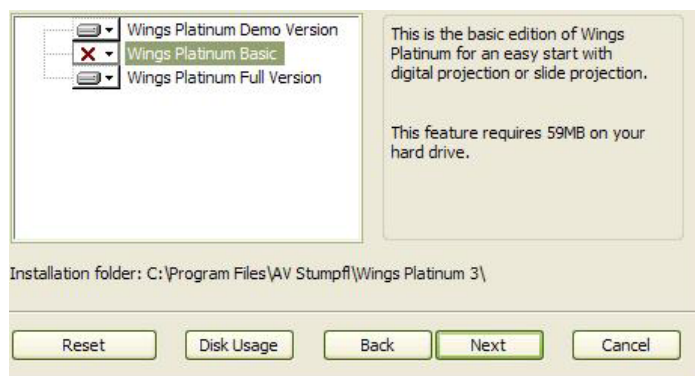 Wings Platinum Demo Version
Wings Platinum Basic
Wings Platinum Full Version
This is the basic edition of Wings
Platinum for an easy start with
digital projection or slide projection.
This feature requires 59MB on your
hard drive.
Installation folder: C:\Program Files\AV Stumpfl\Wings Platinum 3\
Reset Disk Usage Back Next Cancel